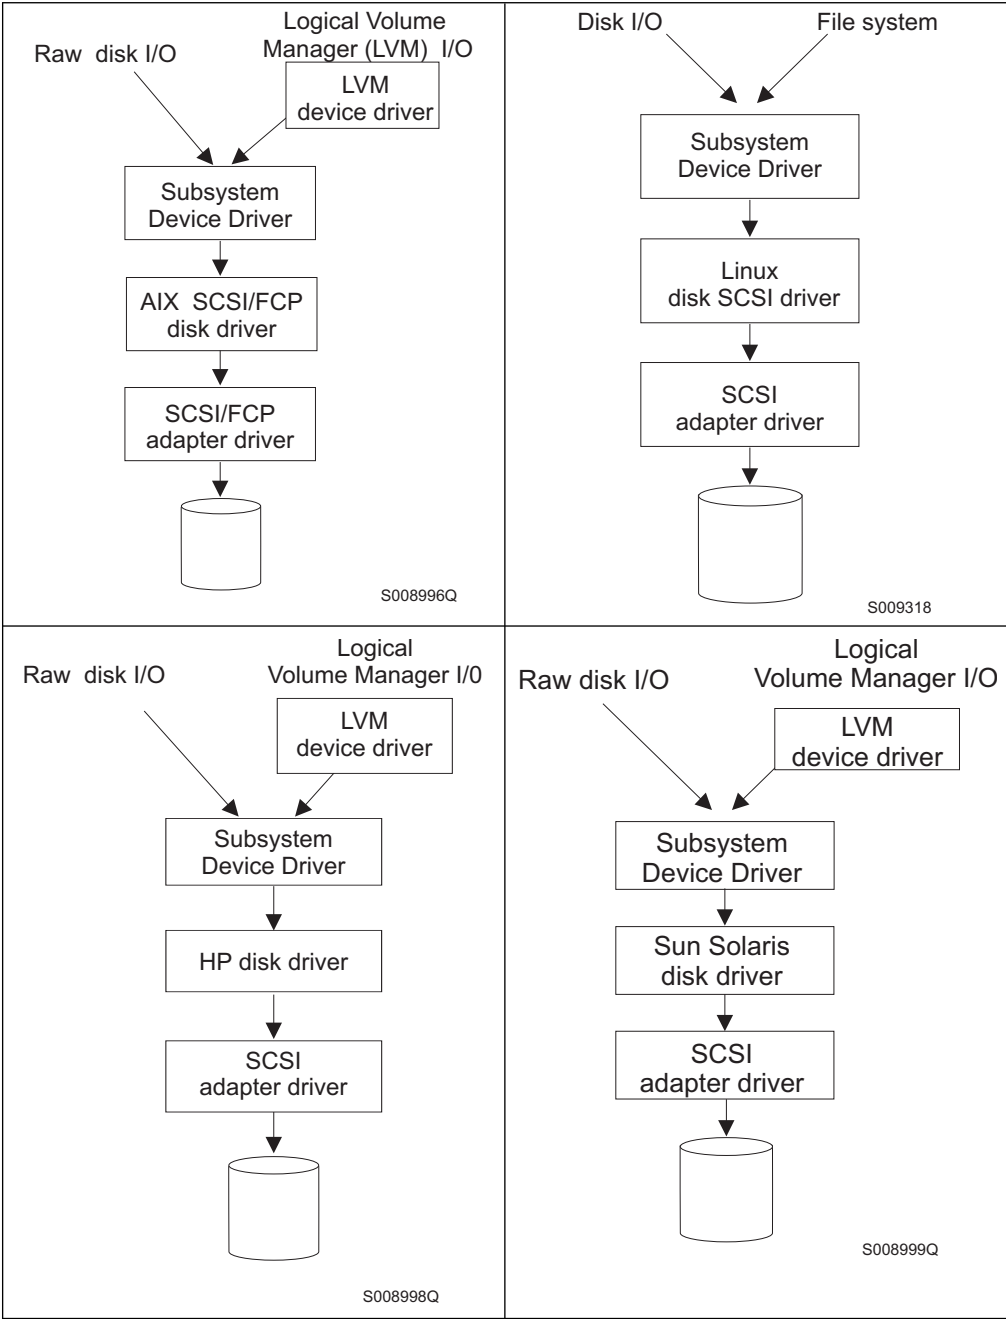 Raw disk I/O
Logical Volume
Manager (LVM) I/O
LVM
device driver
Subsystem
Device Driver
AIX SCSI/FCP
disk driver
SCSI/FCP
adapter driver
S008996Q
Disk I/O
File system
Subsystem
Device Driver
Linux
disk SCSI driver
SCSI
adapter driver
S009318
Raw disk I/O
Logical
Volume Manager I/0
LVM
device driver
Subsystem
Device Driver
HP disk driver
SCSI
adapter driver
S008998Q
Raw disk I/O
Logical
Volume Manager I/O
LVM
device driver
Subsystem
Device Driver
Sun Solaris
disk driver
SCSI
adapter driver
S008999Q